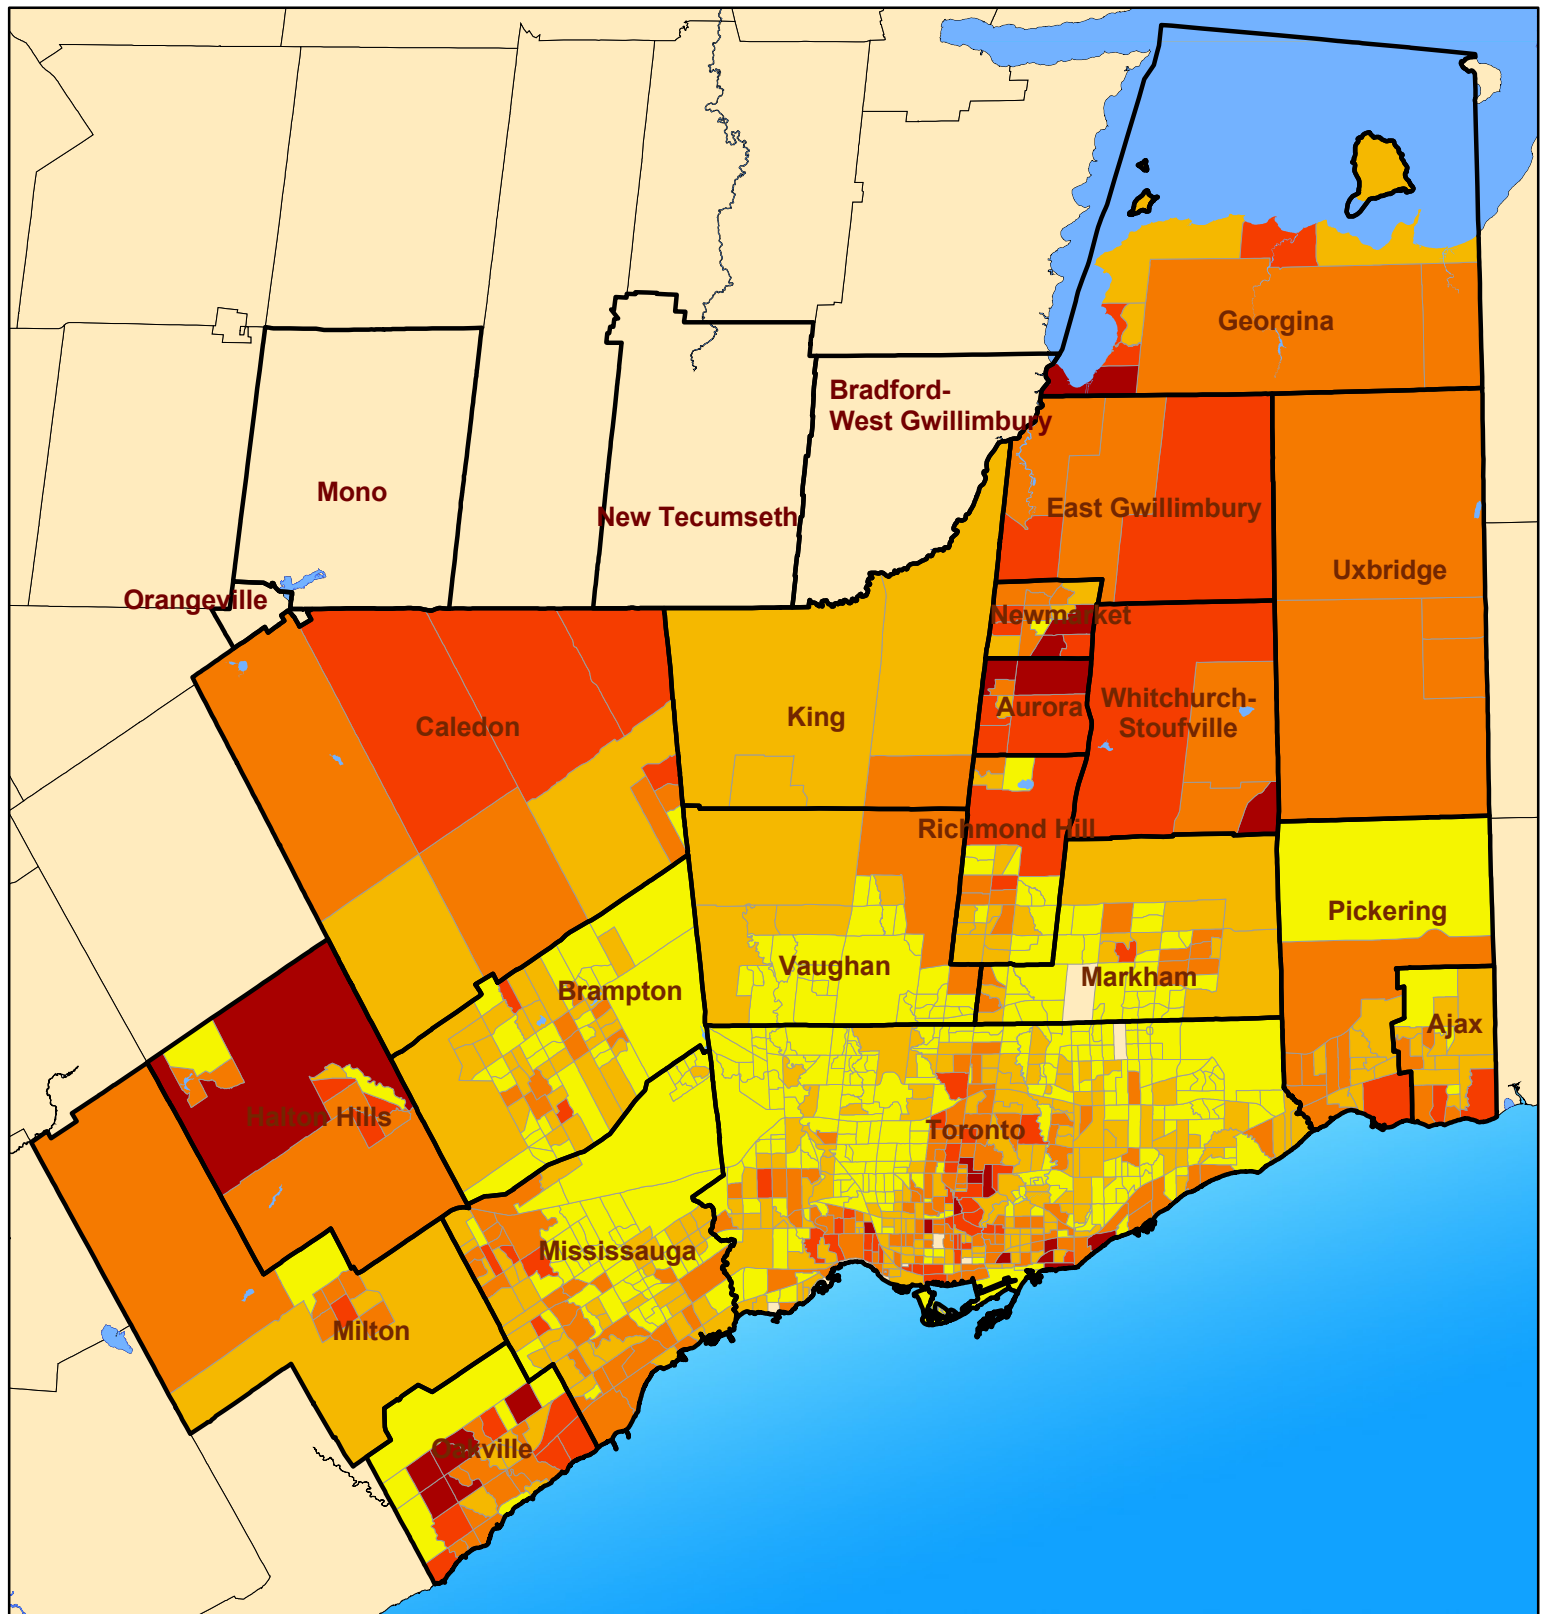 Georgina
Bradford-
West Gwillimbury
Mono
New Tecumseth
East Gwillimbury
Uxbridge
Orangeville
Newmarket
King
Aurora
Whitchurch-
Stoufville
Caledon
Richmond Hill
Pickering
Vaughan
Markham
Brampton
Ajax
Halton Hills
Toronto
Mississauga
Milton
Oakville